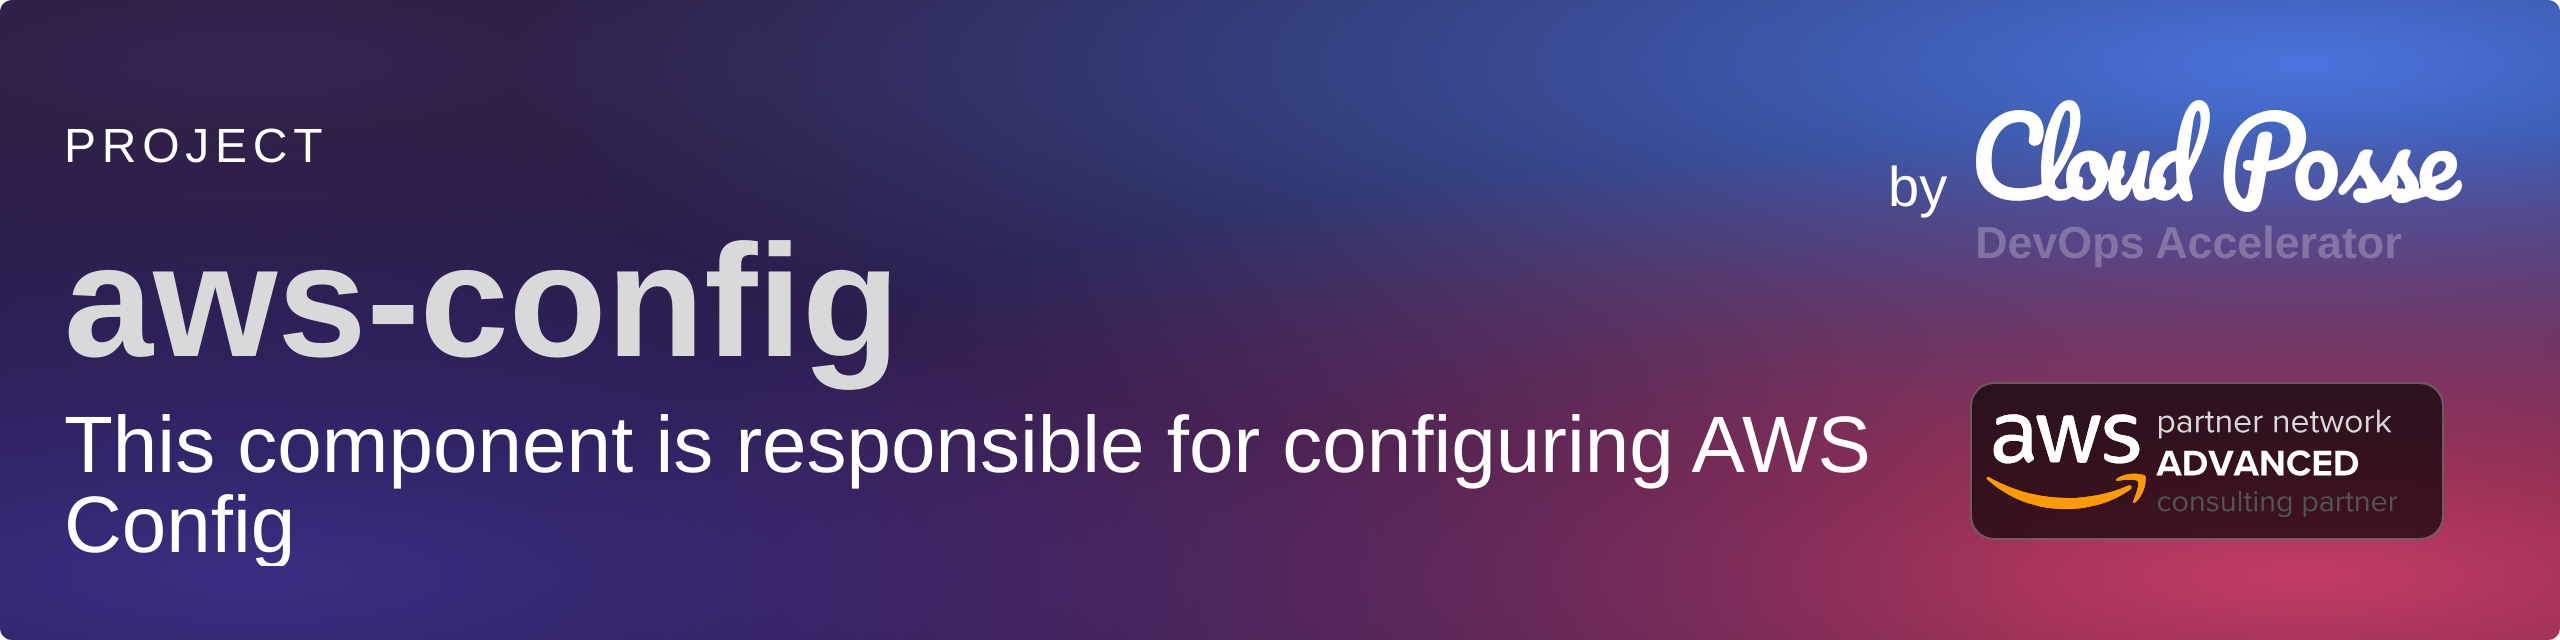 PROJECT
aws-config
This component is responsible for configuring AWS
Config
by Cloud Posse
DevOps Accelerator
aws partner network
ADVANCED
consulting partner